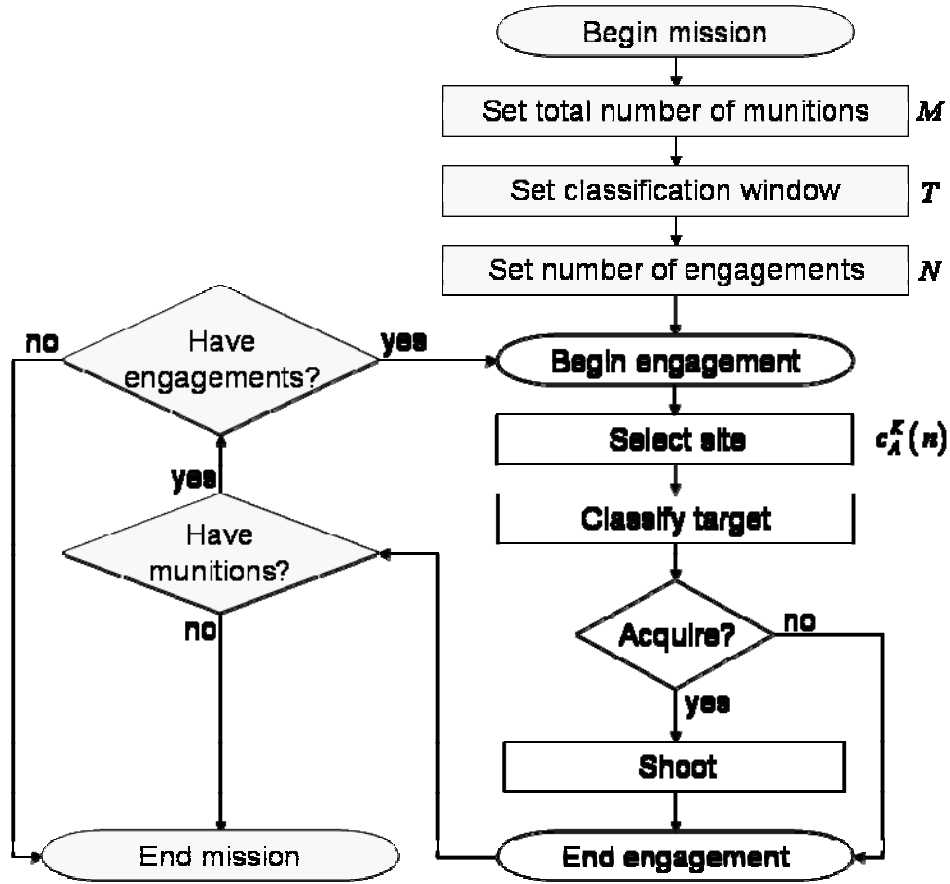 Begin mission
Set total number of munitions M
Set classification window T
Set number of engagements N
no
Have
engagements?
yes
Begin engagement
Select site
c_A^K(n)
yes
Classify target
Have
munitions?
no
Acquire?
no
yes
Shoot
End mission
End engagement